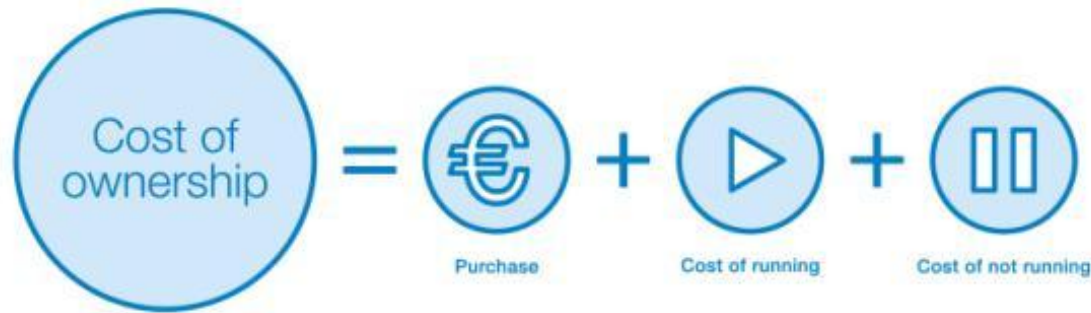 Cost of
ownership
=
€
+
+
Purchase
Cost of running
Cost of not running